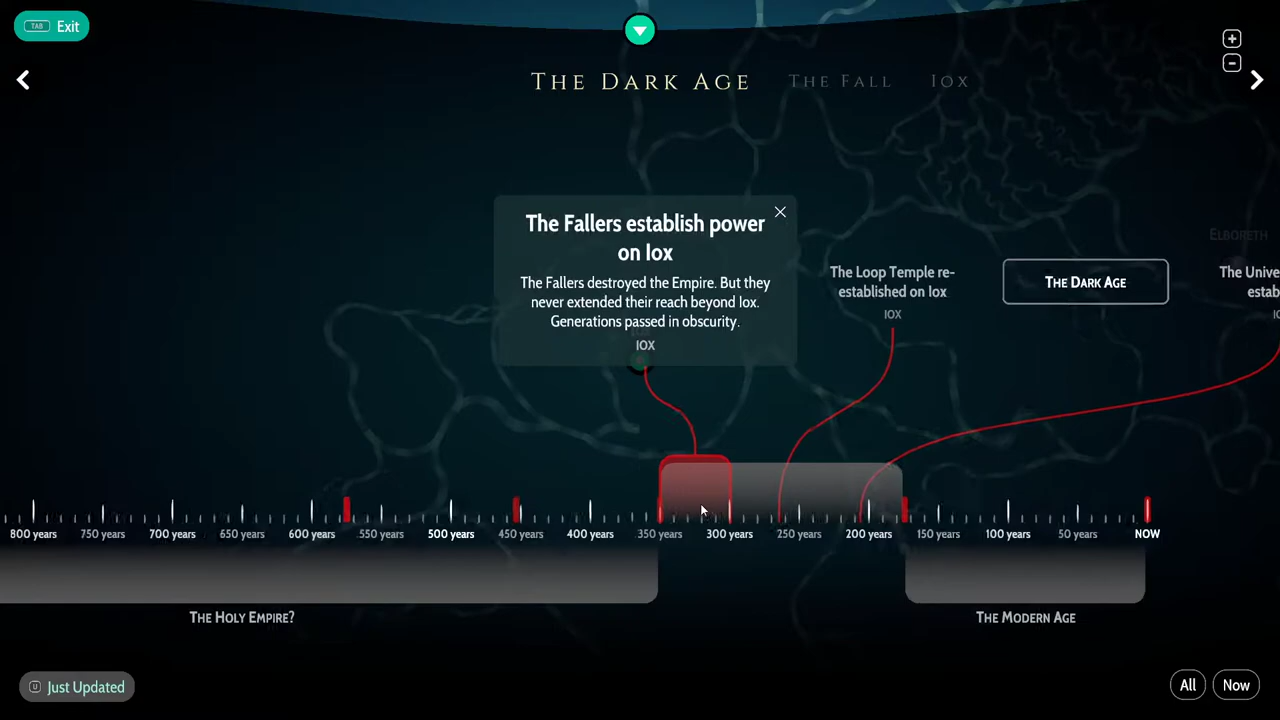 TAB Exit
THE DARK AGE THE FALL IOX
The Fallers establish power
on Iox
The Fallers destroyed the Empire. But they
never extended their reach beyond Iox.
Generations passed in obscurity.
IOX
The Loop Temple re-
established on Iox
IOX
THE DARK AGE
ELBORETH
The Unive
estab
800 years 750 years 700 years 650 years 600 years 550 years 500 years 450 years 400 years 350 years 300 years 250 years 200 years 150 years 100 years 50 years NOW
THE HOLY EMPIRE? THE MODERN AGE
U Just Updated
All Now